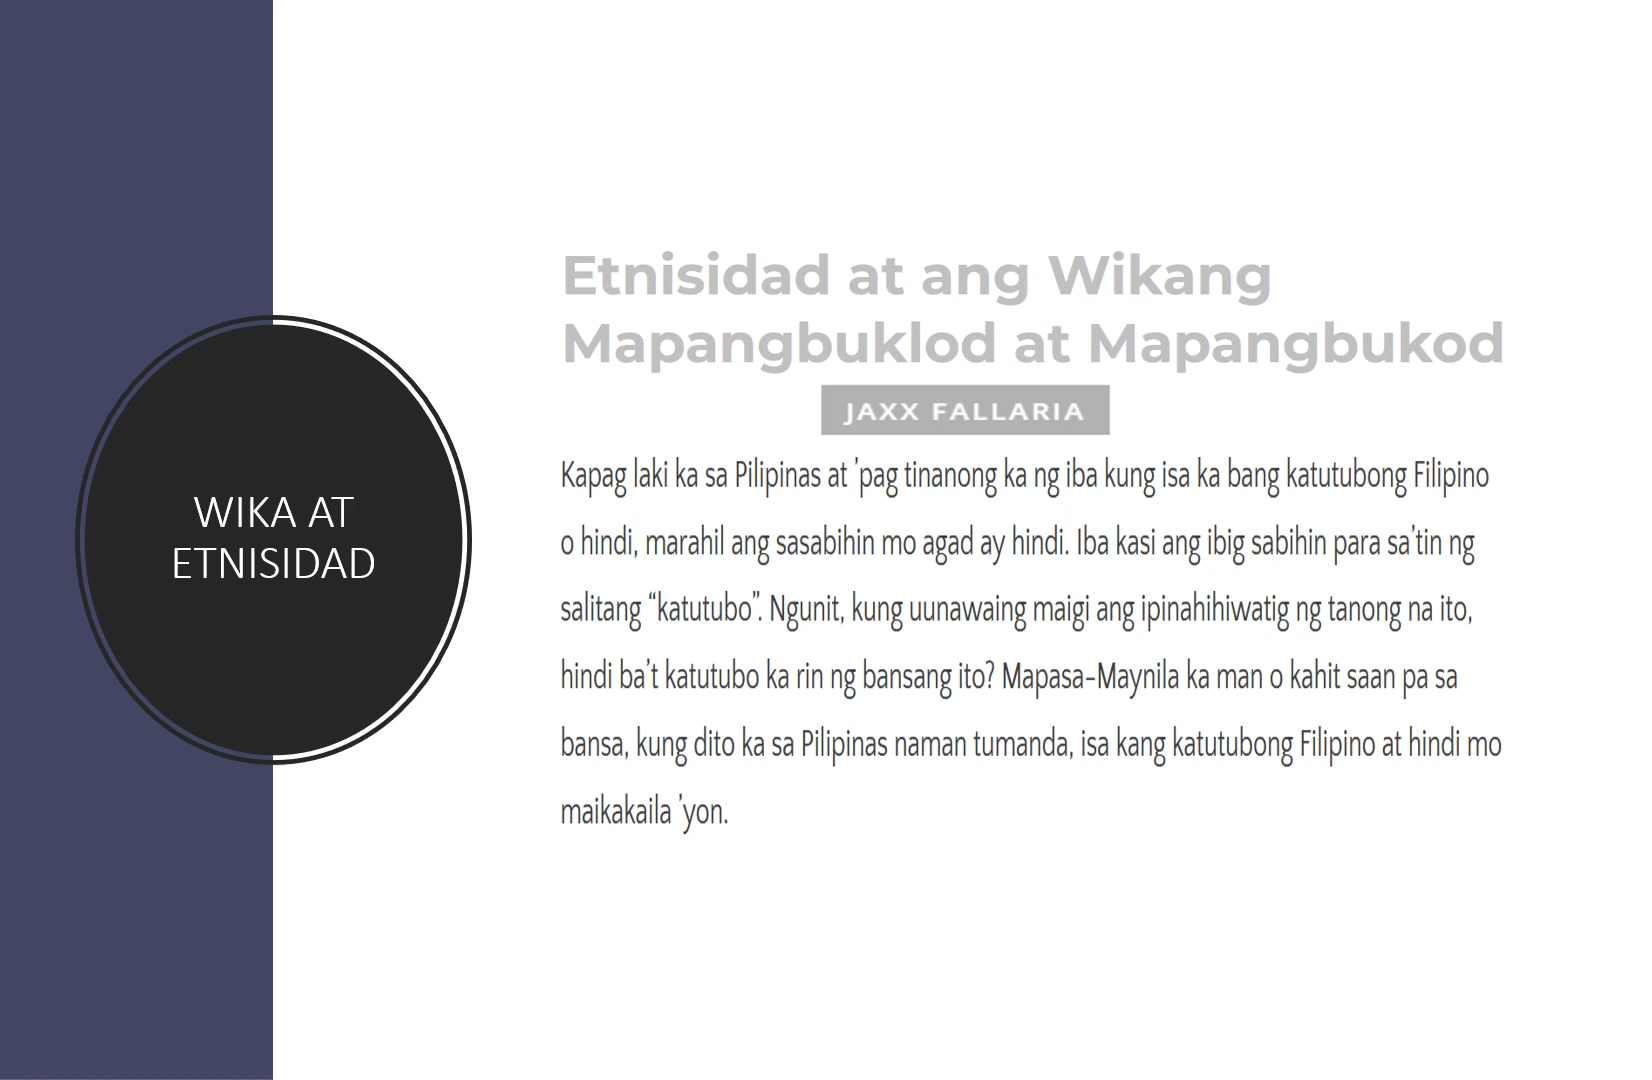 WIKA AT
ETNISIDAD
Etnisidad at ang Wikang
Mapangbuklod at Mapangbukod
JAXX FALLARIA
Kapag laki ka sa Pilipinas at ’pag tinanong ka ng iba kung isa ka bang katutubong Filipino
o hindi, marahil ang sasabihin mo agad ay hindi. Iba kasi ang ibig sabihin para sa’tin ng
salitang “katutubo”. Ngunit, kung uunawaing maigi ang ipinahihiwatig ng tanong na ito,
hindi ba’t katutubo ka rin ng bansang ito? Mapasa-Maynila ka man o kahit saan pa sa
bansa, kung dito ka sa Pilipinas naman tumanda, isa kang katutubong Filipino at hindi mo
maikakaila ’yon.